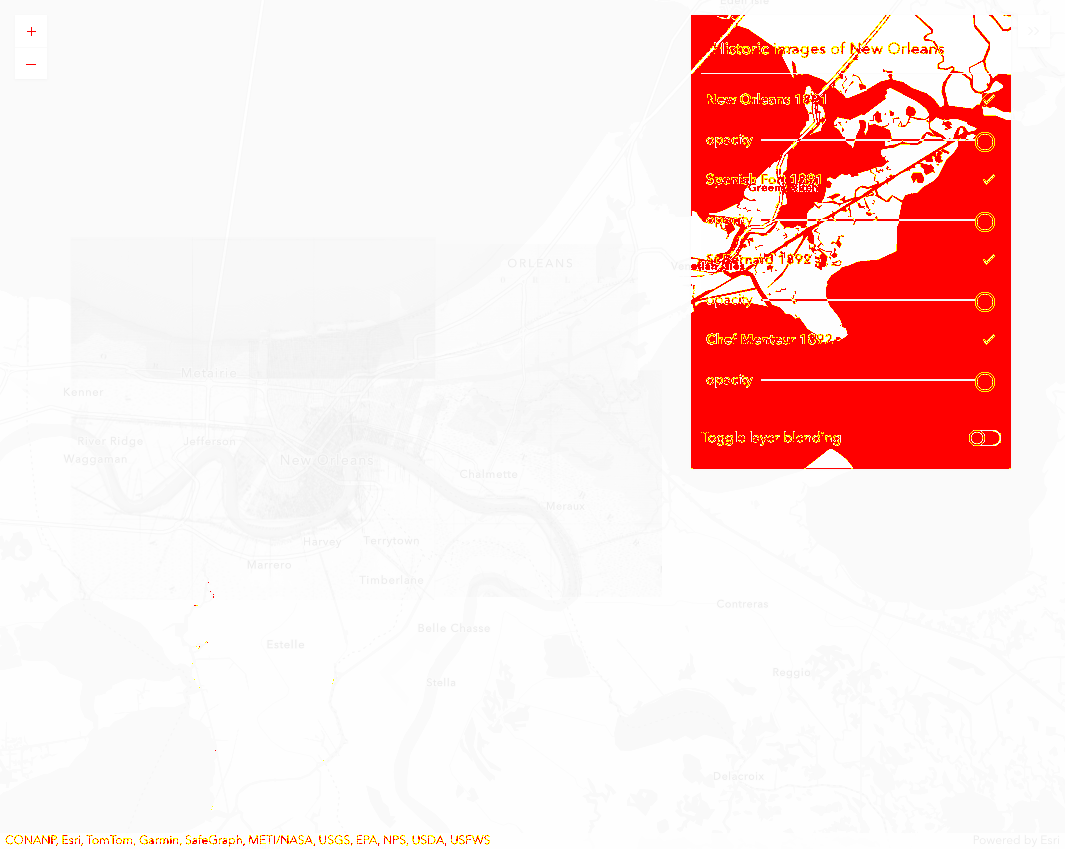 Eden Isle
+
−
Historic images of New Orleans
New Orleans 1891
opacity
Spanish Fort 1891
Green
opacity
ORLEANS
St Bernard 1892
opacity
Chef Menteur 1892
Metairie
opacity
Kenner
River Ridge
Jefferson
Toggle layer blending
Waggaman
New Orleans
Chalmette
Meraux
Harvey
Terrytown
Marrero
Timberlane
Contreras
Belle Chasse
Estelle
Reggio
Stella
Delacroix
CONANP, Esri, TomTom, Garmin, SafeGraph, METI/NASA, USGS, EPA, NPS, USDA, USFWS
Powered by Esri